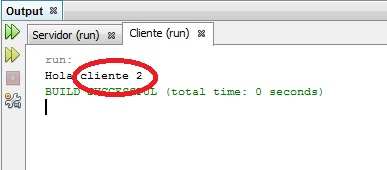 Output
Servidor (run) Cliente (run)
run:
Hola cliente 2
BUILD SUCCESSFUL (total time: 0 seconds)